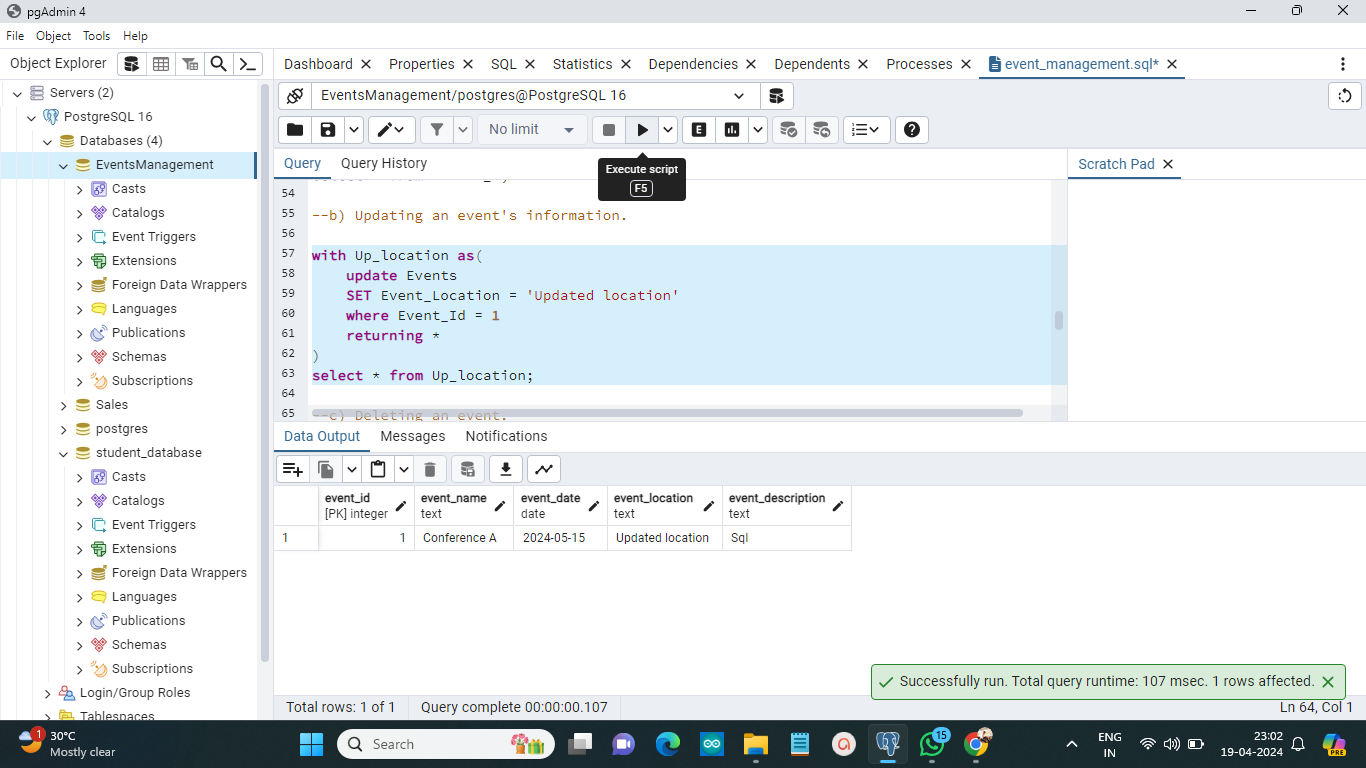 pgAdmin 4
File Object Tools Help
Object Explorer
Dashboard Properties SQL Statistics Dependencies Dependents Processes event_management.sql*
Servers (2)
PostgreSQL 16
Databases (4)
EventsManagement
Casts
Catalogs
Event Triggers
Extensions
Foreign Data Wrappers
Languages
Publications
Schemas
Subscriptions
Sales
postgres
student_database
Casts
Catalogs
Event Triggers
Extensions
Foreign Data Wrappers
Languages
Publications
Schemas
Subscriptions
Login/Group Roles
Tablespaces
EventsManagement/postgres@PostgreSQL 16
No limit
E
Query Query History
Execute script
F5
Scratch Pad
54
55 --b) Updating an event's information.
56
57 with Up_location as(
58 update Events
59 SET Event_Location = 'Updated location'
60 where Event_Id = 1
61 returning *
62 )
63 select * from Up_location;
64
65 --c) Deleting an event.
Data Output Messages Notifications
event_id event_name event_date event_location event_description
[PK] integer text date text text
1 1 Conference A 2024-05-15 Updated location Sql
Successfully run. Total query runtime: 107 msec. 1 rows affected.
Total rows: 1 of 1 Query complete 00:00:00.107 Ln 64, Col 1
1
30°C
Mostly clear
Search
15
ENG
IN
23:02
19-04-2024
PRE